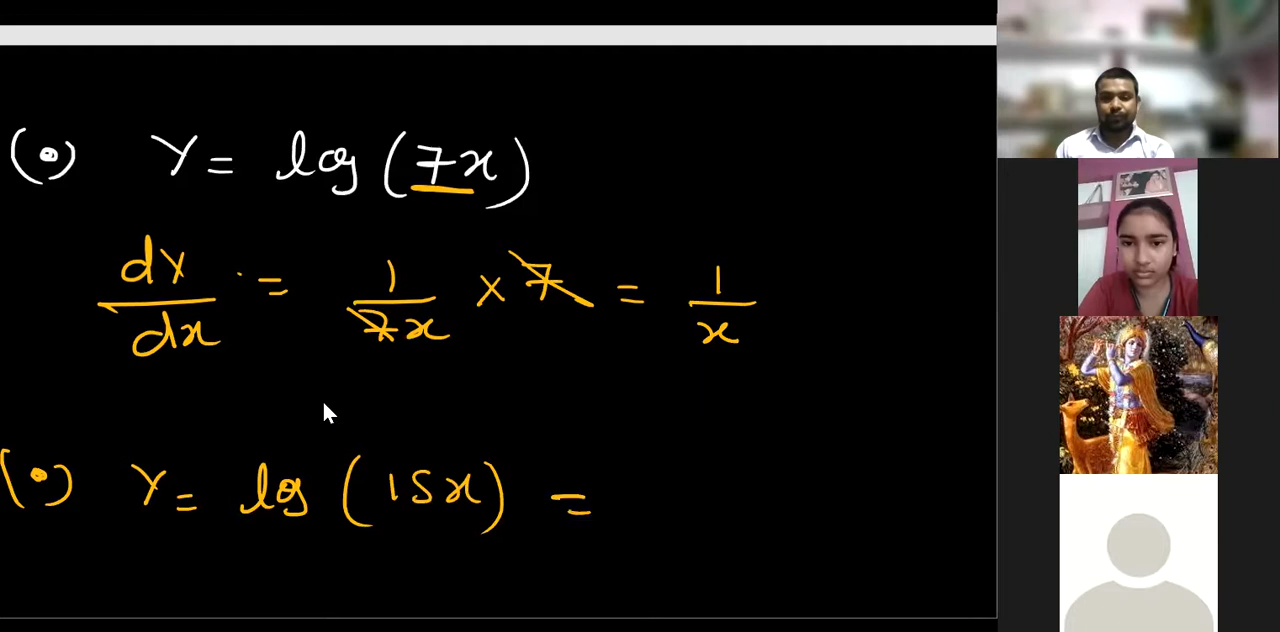 (•) Y = log (7x)
dY/dx = 1/7x × 7 = 1/x
(•) Y = log (15x) =